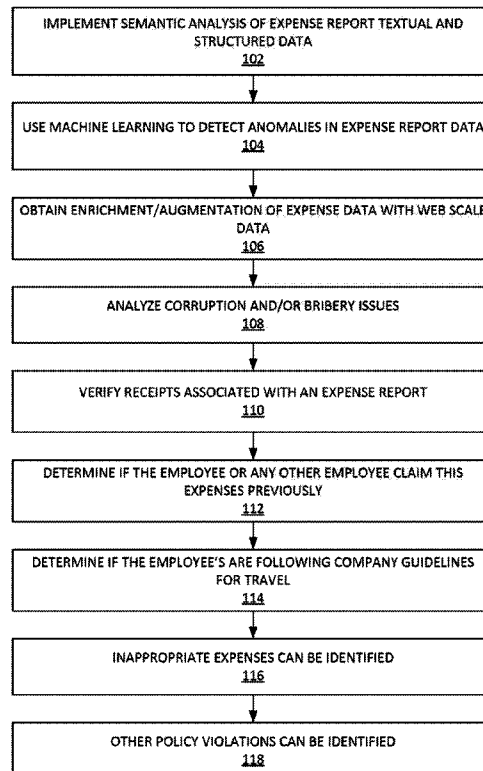 IMPLEMENT SEMANTIC ANALYSIS OF EXPENSE REPORT TEXTUAL AND
STRUCTURED DATA
102
USE MACHINE LEARNING TO DETECT ANOMALIES IN EXPENSE REPORT DATA
104
OBTAIN ENRICHMENT/AUGMENTATION OF EXPENSE DATA WITH WEB SCALE
DATA
106
ANALYZE CORRUPTION AND/OR BRIBERY ISSUES
108
VERIFY RECEIPTS ASSOCIATED WITH AN EXPENSE REPORT
110
DETERMINE IF THE EMPLOYEE OR ANY OTHER EMPLOYEE CLAIM THIS
EXPENSES PREVIOUSLY
112
DETERMINE IF THE EMPLOYEE'S ARE FOLLOWING COMPANY GUIDELINES
FOR TRAVEL
114
INAPPROPRIATE EXPENSES CAN BE IDENTIFIED
116
OTHER POLICY VIOLATIONS CAN BE IDENTIFIED
118